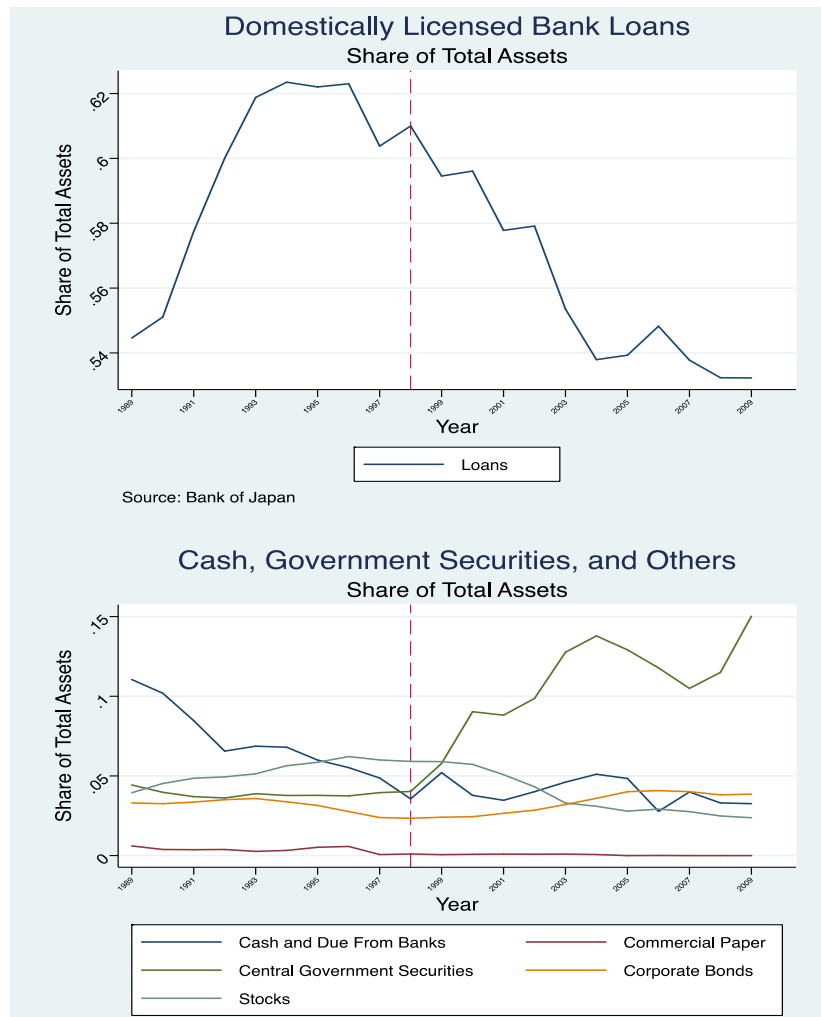 Domestically Licensed Bank Loans
Share of Total Assets
Share of Total Assets
.62
.6
.58
.56
.54
1989 1991 1993 1995 1997 1999 2001 2003 2005 2007 2009
Year
Loans
Source: Bank of Japan
Cash, Government Securities, and Others
Share of Total Assets
Share of Total Assets
.15
.1
.05
0
1989 1991 1993 1995 1997 1999 2001 2003 2005 2007 2009
Year
Cash and Due From Banks Commercial Paper
Central Government Securities Corporate Bonds
Stocks